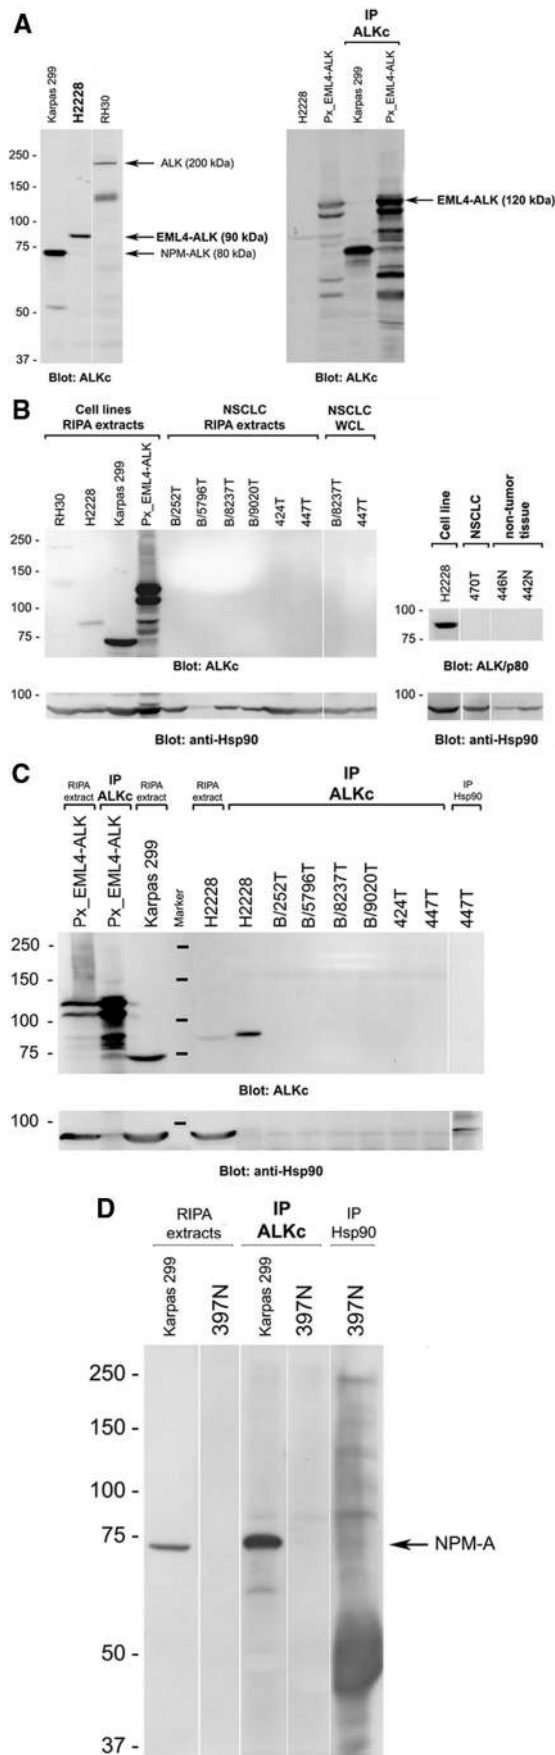 A
Karpas 299
H2228
RH30
250 -
150 -
100 -
75 -
50 -
37 -
ALK (200 kDa)
EML4-ALK (90 kDa)
NPM-ALK (80 kDa)
Blot: ALKc
IP
ALKc
H2228
Px_EML4-ALK
Karpas 299
Px_EML4-ALK
EML4-ALK (120 kDa)
Blot: ALKc
B
Cell lines
RIPA extracts
NSCLC
RIPA extracts
NSCLC
WCL
RH30
H2228
Karpas 299
Px_EML4-ALK
B/252T
B/5796T
B/8237T
B/9020T
424T
447T
B/8237T
447T
250 -
150 -
100 -
75 -
Blot: ALKc
100 -
Blot: anti-Hsp90
Cell line
NSCLC
non-tumor
tissue
H2228
470T
446N
442N
100 -
75 -
Blot: ALK/p80
100 -
Blot: anti-Hsp90
C
RIPA
extract
IP
ALKc
RIPA
extract
RIPA
extract
IP
ALKc
IP
Hsp90
Px_EML4-ALK
Px_EML4-ALK
Karpas 299
Marker
H2228
H2228
B/252T
B/5796T
B/8237T
B/9020T
424T
447T
447T
250 -
150 -
100 -
75 -
Blot: ALKc
100 -
Blot: anti-Hsp90
D
RIPA
extracts
IP
ALKc
IP
Hsp90
Karpas 299
397N
Karpas 299
397N
397N
250 -
150 -
100 -
75 -
50 -
37 -
NPM-A